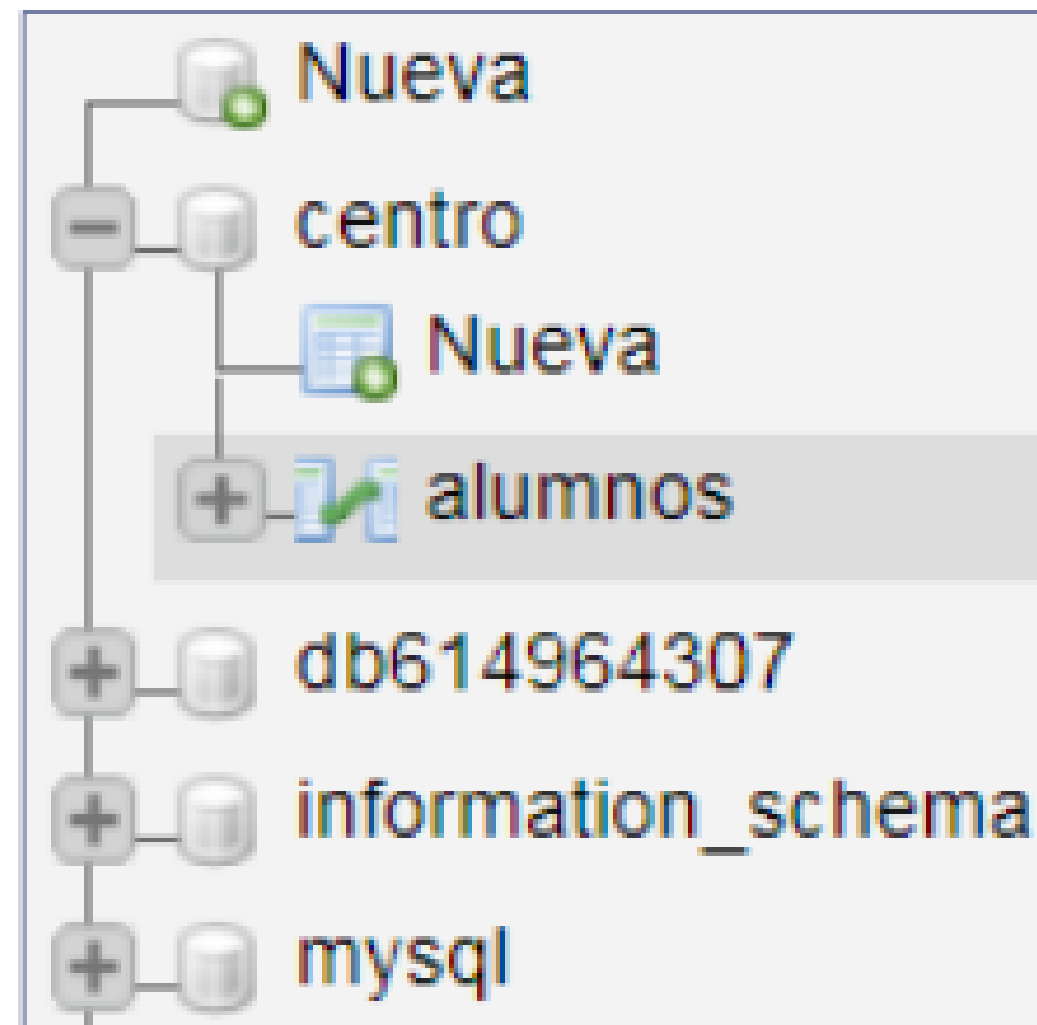 Nueva
centro
Nueva
alumnos
db614964307
information_schema
mysql